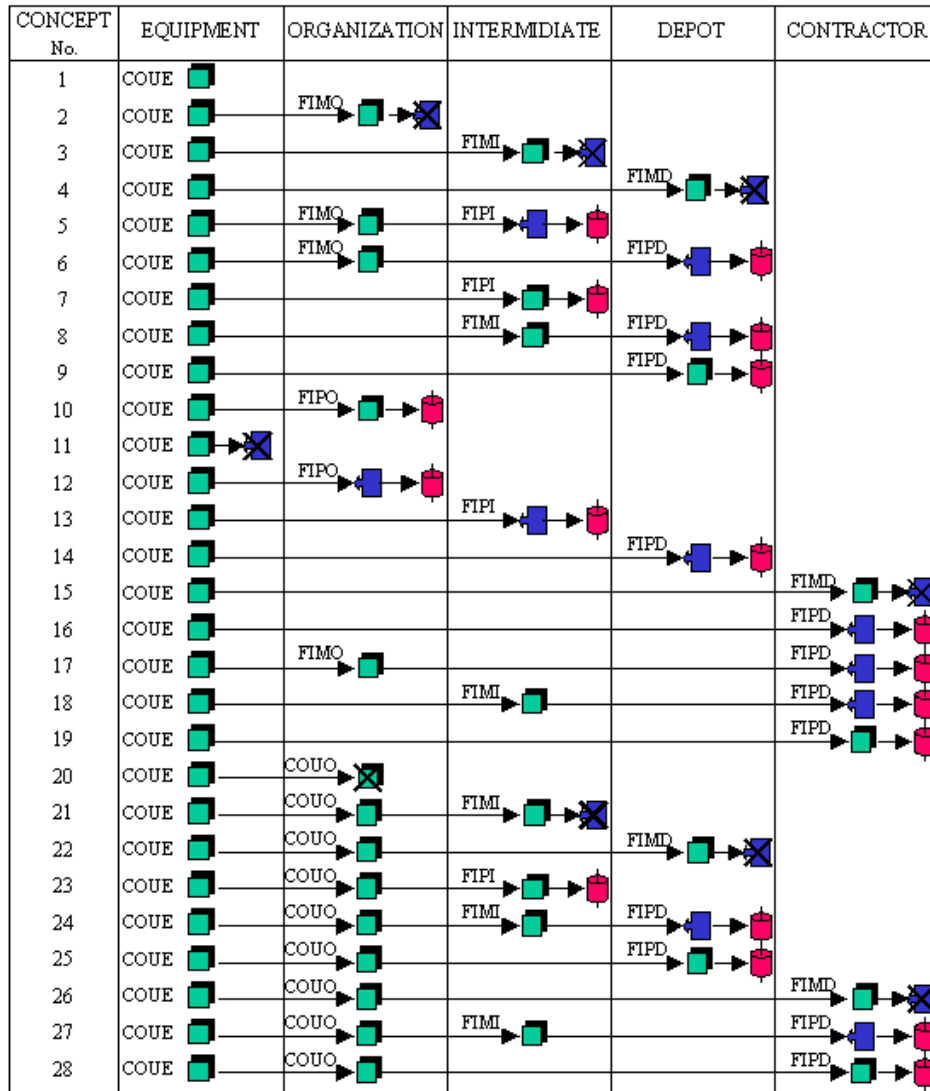 CONCEPT No. EQUIPMENT ORGANIZATION INTERMIDIATE DEPOT CONTRACTOR
1 COUE
2 COUE FIMO
3 COUE FIMI
4 COUE FIMD
5 COUE FIMO FIPI
6 COUE FIMO FIPD
7 COUE FIPI
8 COUE FIMI FIPD
9 COUE FIPD
10 COUE FIPO
11 COUE
12 COUE FIPO
13 COUE FIPI
14 COUE FIPD
15 COUE FIMD
16 COUE FIPD
17 COUE FIMO FIPD
18 COUE FIMI FIPD
19 COUE FIPD
20 COUE COUO
21 COUE COUO FIMI
22 COUE COUO FIMD
23 COUE COUO FIPI
24 COUE COUO FIMI FIPD
25 COUE COUO FIPD
26 COUE COUO FIMD
27 COUE COUO FIMI FIPD
28 COUE COUO FIPD